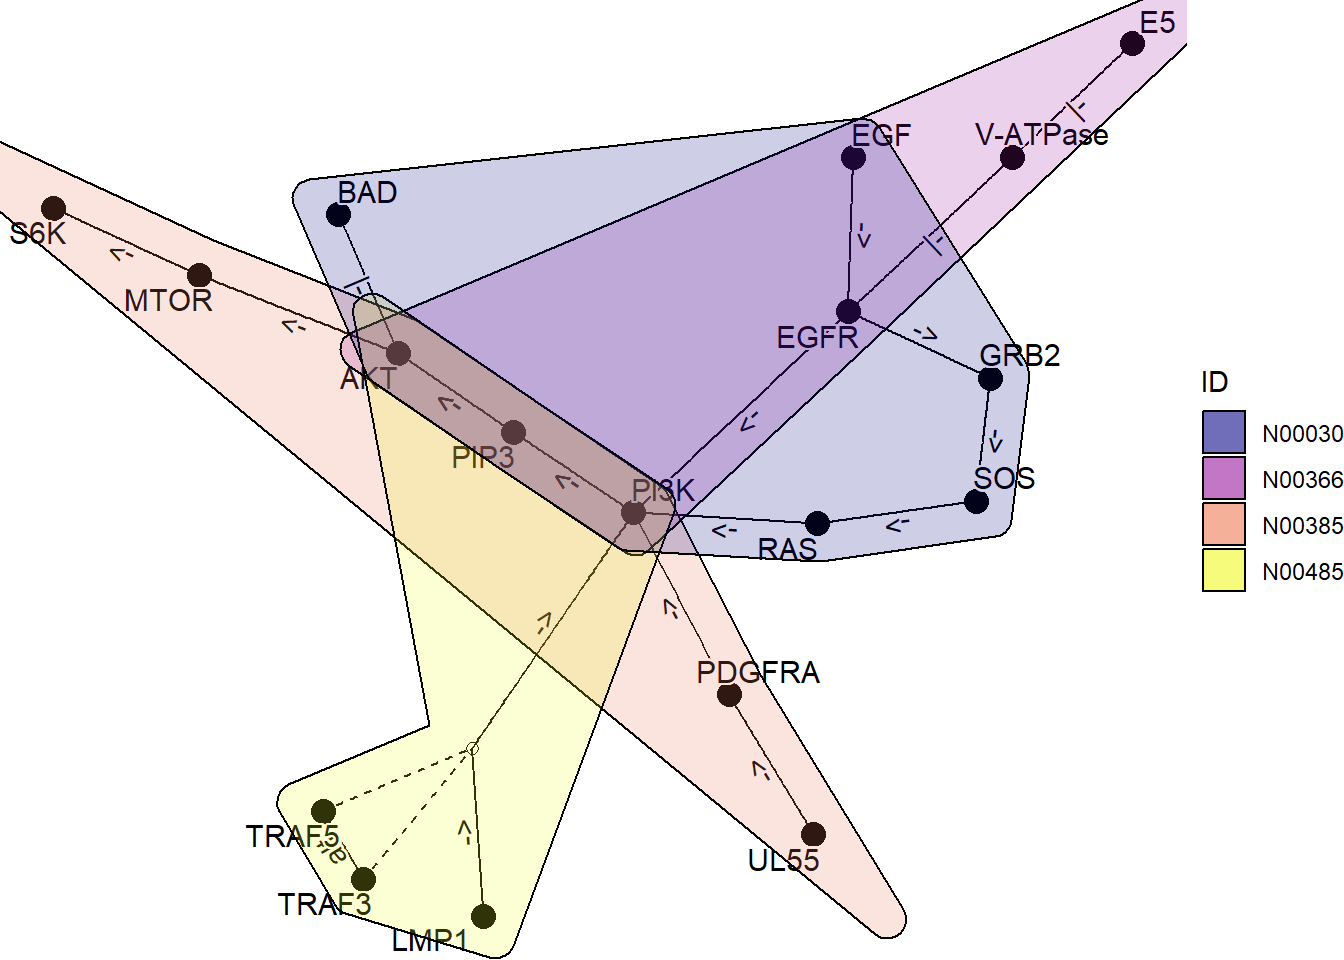 E5
|-
EGF
V-ATPase
BAD
<-
|-
S6K
<-
|-
MTOR
<-
EGFR
->
GRB2
AKT
<-
ID
<-
N00030
<-
PIP3
<-
SOS
N00366
PI3K
<-
<-
N00385
RAS
N00485
<-
<-
PDGFRA
<-
<-
TRAF5
UL55
TRAF3
LMP1